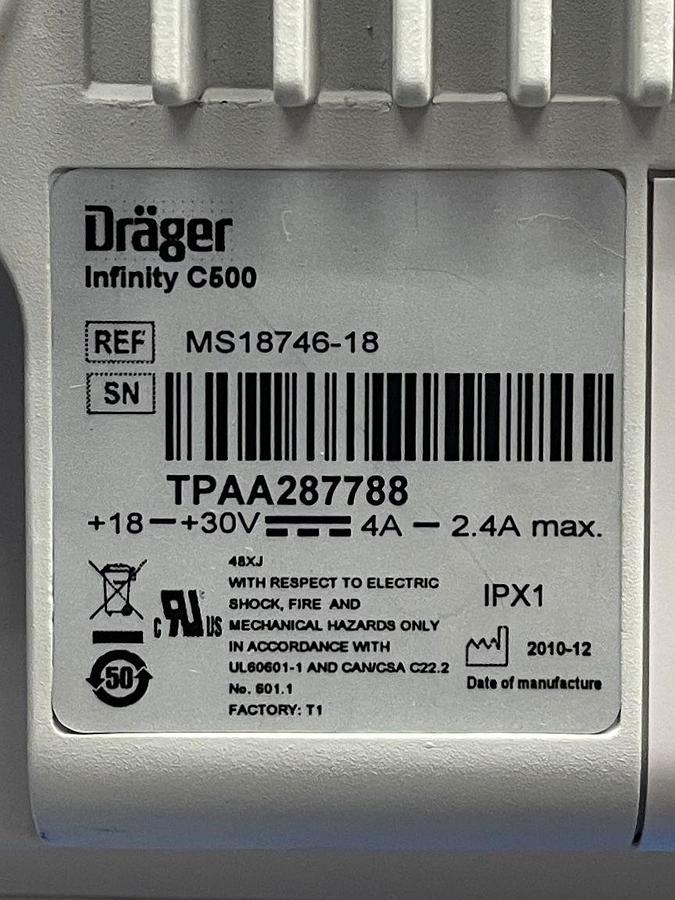 Dräger
Infinity C500
REF MS18746-18
SN
TPAA287788
+18—+30V 4A — 2.4A max.
48XJ
WITH RESPECT TO ELECTRIC
SHOCK, FIRE AND
MECHANICAL HAZARDS ONLY
IN ACCORDANCE WITH
UL60601-1 AND CAN/CSA C22.2
No. 601.1
FACTORY: T1
c RU US
50
IPX1
2010-12
Date of manufacture